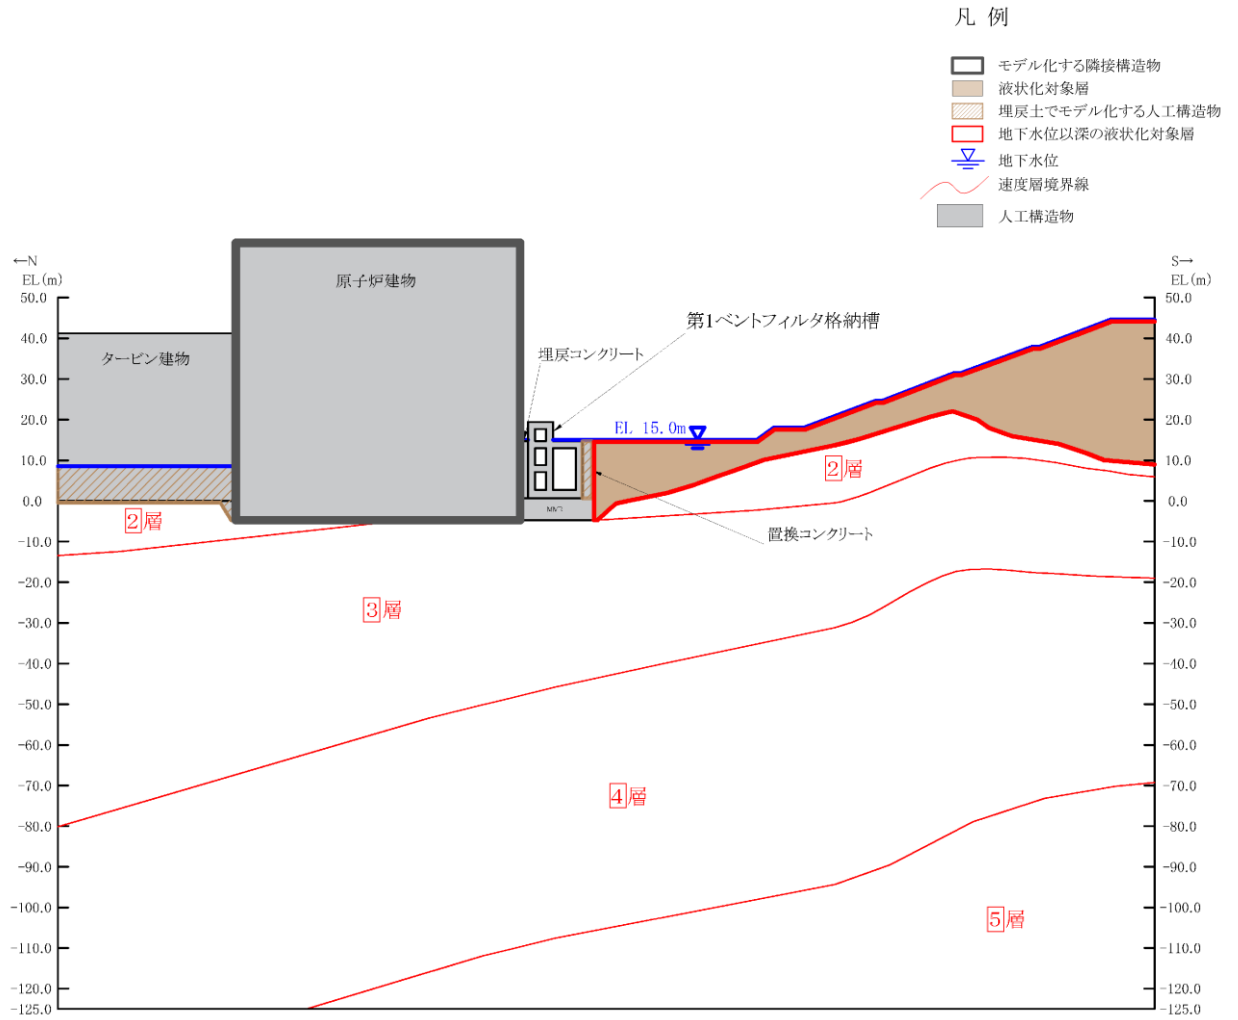 凡 例
モデル化する隣接構造物
液状化対象層
埋戻土でモデル化する人工構造物
地下水位以深の液状化対象層
地下水位
速度層境界線
人工構造物
←N
EL(m)
S→
EL(m)
50.0
40.0
30.0
20.0
10.0
0.0
-10.0
-20.0
-30.0
-40.0
-50.0
-60.0
-70.0
-80.0
-90.0
-100.0
-110.0
-120.0
-125.0
タービン建物
原子炉建物
第1ベントフィルタ格納槽
埋戻コンクリート
EL 15.0m
MMR
置換コンクリート
2層
2層
3層
4層
5層
50.0
40.0
30.0
20.0
10.0
0.0
-10.0
-20.0
-30.0
-40.0
-50.0
-60.0
-70.0
-80.0
-90.0
-100.0
-110.0
-120.0
-125.0